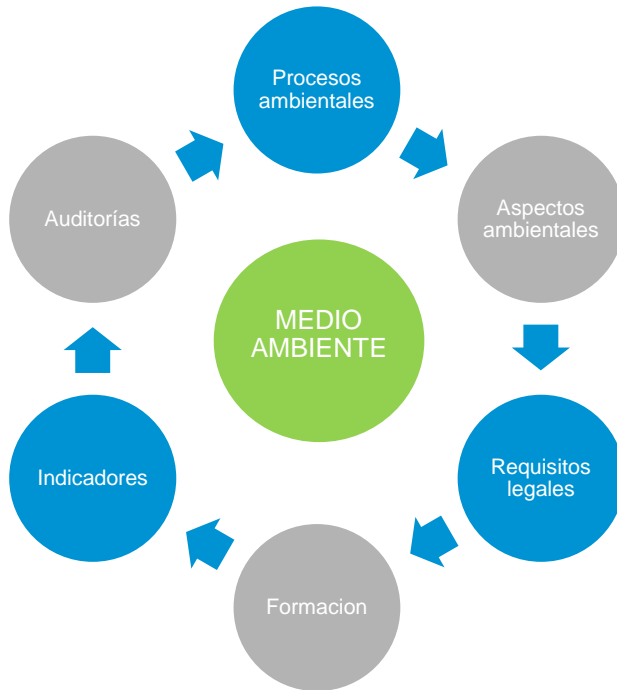 Procesos
ambientales
Auditorías
Aspectos
ambientales
MEDIO
AMBIENTE
Indicadores
Requisitos
legales
Formacion